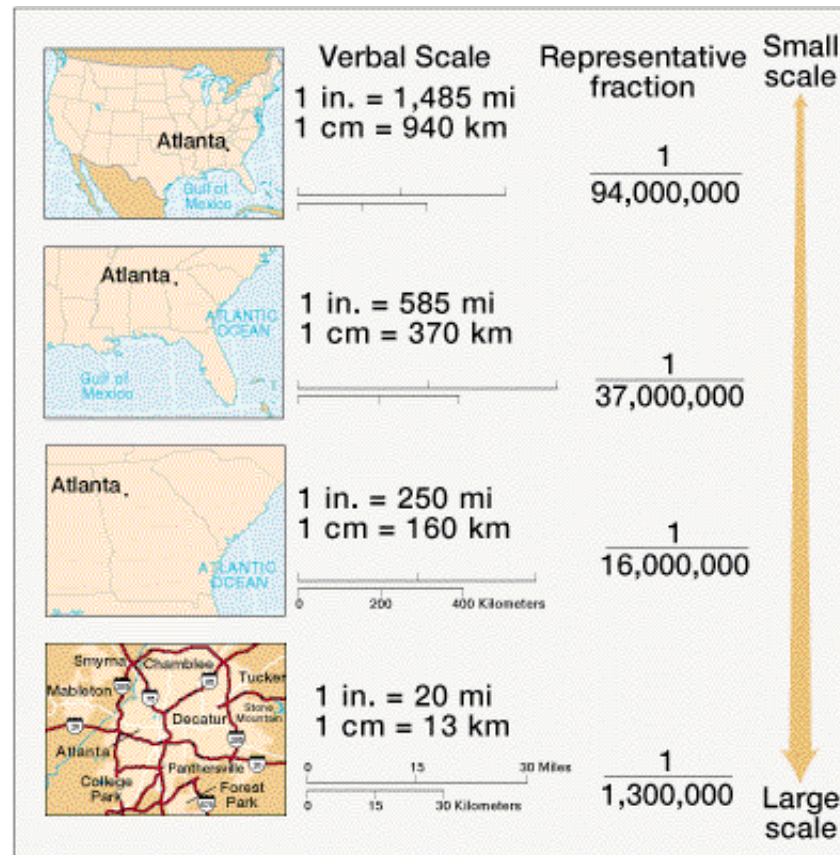 Verbal Scale
Representative
fraction
Small
scale
Atlanta
Gulf of
Mexico
1 in. = 1,485 mi
1 cm = 940 km
1
94,000,000
Atlanta
ATLANTIC
OCEAN
Gulf of
Mexico
1 in. = 585 mi
1 cm = 370 km
1
37,000,000
Atlanta
ATLANTIC
OCEAN
1 in. = 250 mi
1 cm = 160 km
0 200 400 Kilometers
1
16,000,000
Smyrna
Chamblee
Tucker
Mableton
Stone
Mountain
Decatur
Atlanta
Panthersville
College
Park
Forest
Park
1 in. = 20 mi
1 cm = 13 km
0 15 30 Miles
0 15 30 Kilometers
1
1,300,000
Large
scale